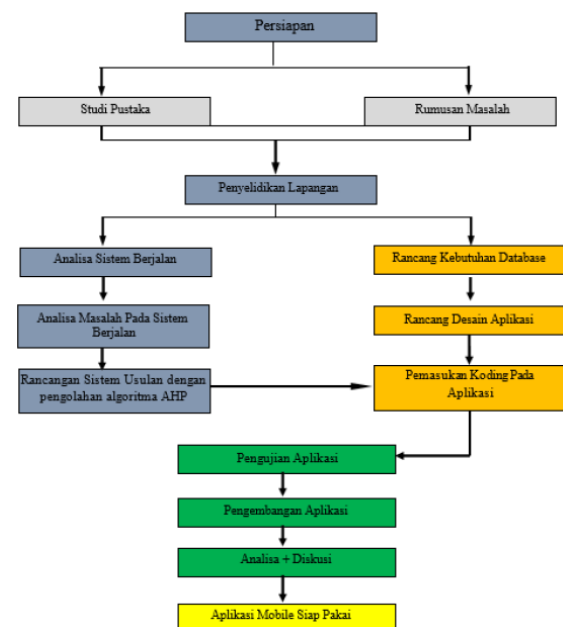 Persiapan
Studi Pustaka
Rumusan Masalah
Penyelidikan Lapangan
Analisa Sistem Berjalan
Rancang Kebutuhan Database
Analisa Masalah Pada Sistem
Berjalan
Rancang Desain Aplikasi
Rancangan Sistem Usulan dengan
pengolahan algoritma AHP
Pemasukan Koding Pada
Aplikasi
Pengujian Aplikasi
Pengembangan Aplikasi
Analisa + Diskusi
Aplikasi Mobile Siap Pakai